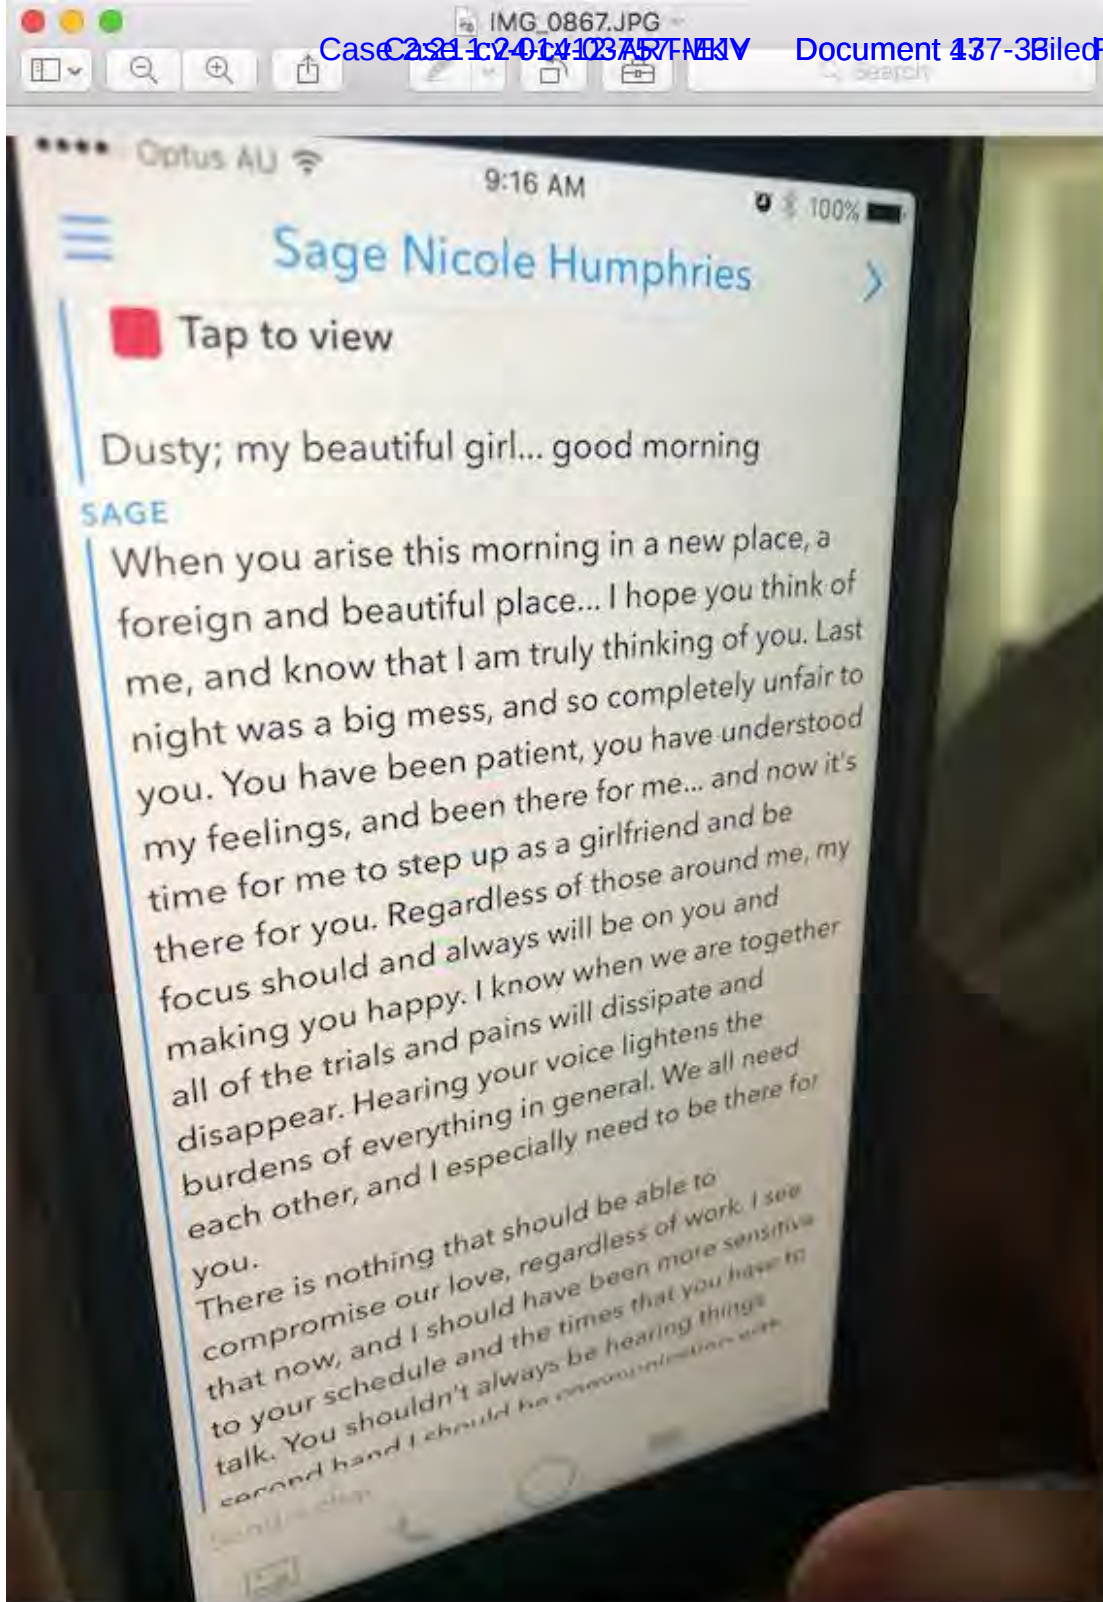 IMG_0867.JPG
Document
Search
Optus AU
9:16 AM
100%
Sage Nicole Humphries
Tap to view
Dusty; my beautiful girl... good morning
SAGE
When you arise this morning in a new place, a
foreign and beautiful place... I hope you think of
me, and know that I am truly thinking of you. Last
night was a big mess, and so completely unfair to
you. You have been patient, you have understood
my feelings, and been there for me... and now it's
time for me to step up as a girlfriend and be
there for you. Regardless of those around me, my
focus should and always will be on you and
making you happy. I know when we are together
all of the trials and pains will dissipate and
disappear. Hearing your voice lightens the
burdens of everything in general. We all need
each other, and I especially need to be there for
you.
There is nothing that should be able to
compromise our love, regardless of work. I see
that now, and I should have been more sensitive
to your schedule and the times that you have to
talk. You shouldn't always be hearing things
second hand I should be